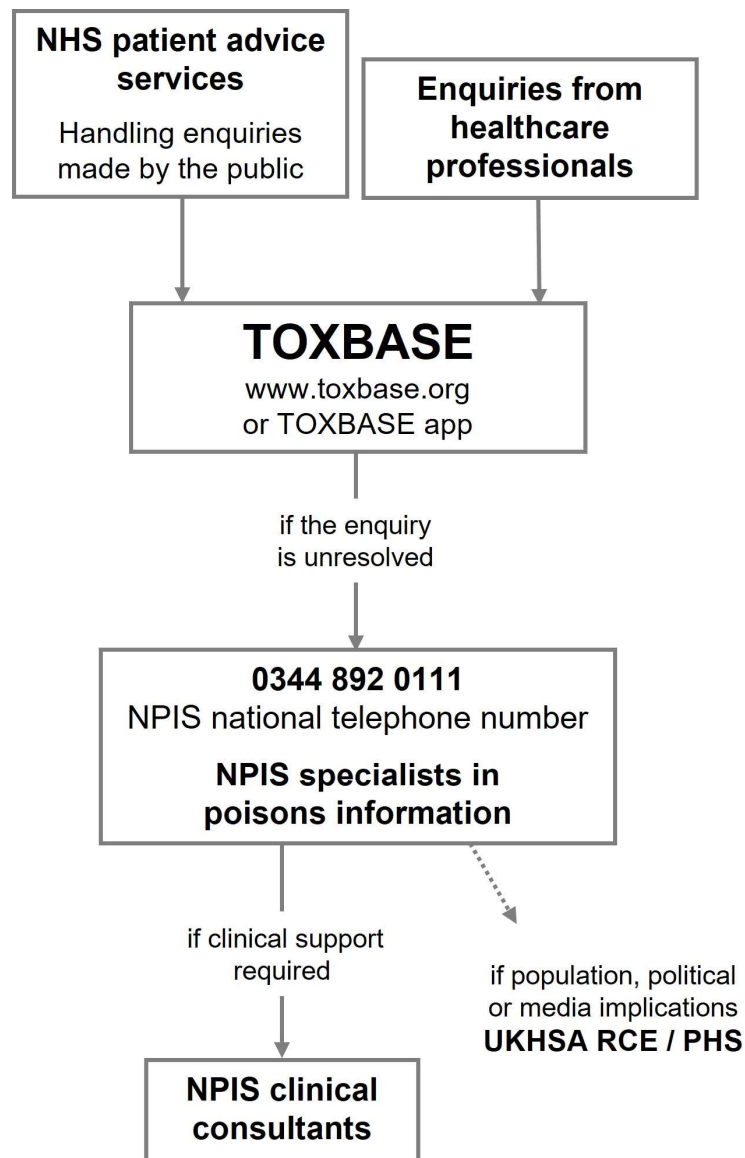 NHS patient advice
services
Handling enquiries
made by the public
Enquiries from
healthcare
professionals
TOXBASE
www.toxbase.org
or TOXBASE app
if the enquiry
is unresolved
0344 892 0111
NPIS national telephone number
NPIS specialists in
poisons information
if clinical support
required
if population, political
or media implications
UKHSA RCE / PHS
NPIS clinical
consultants